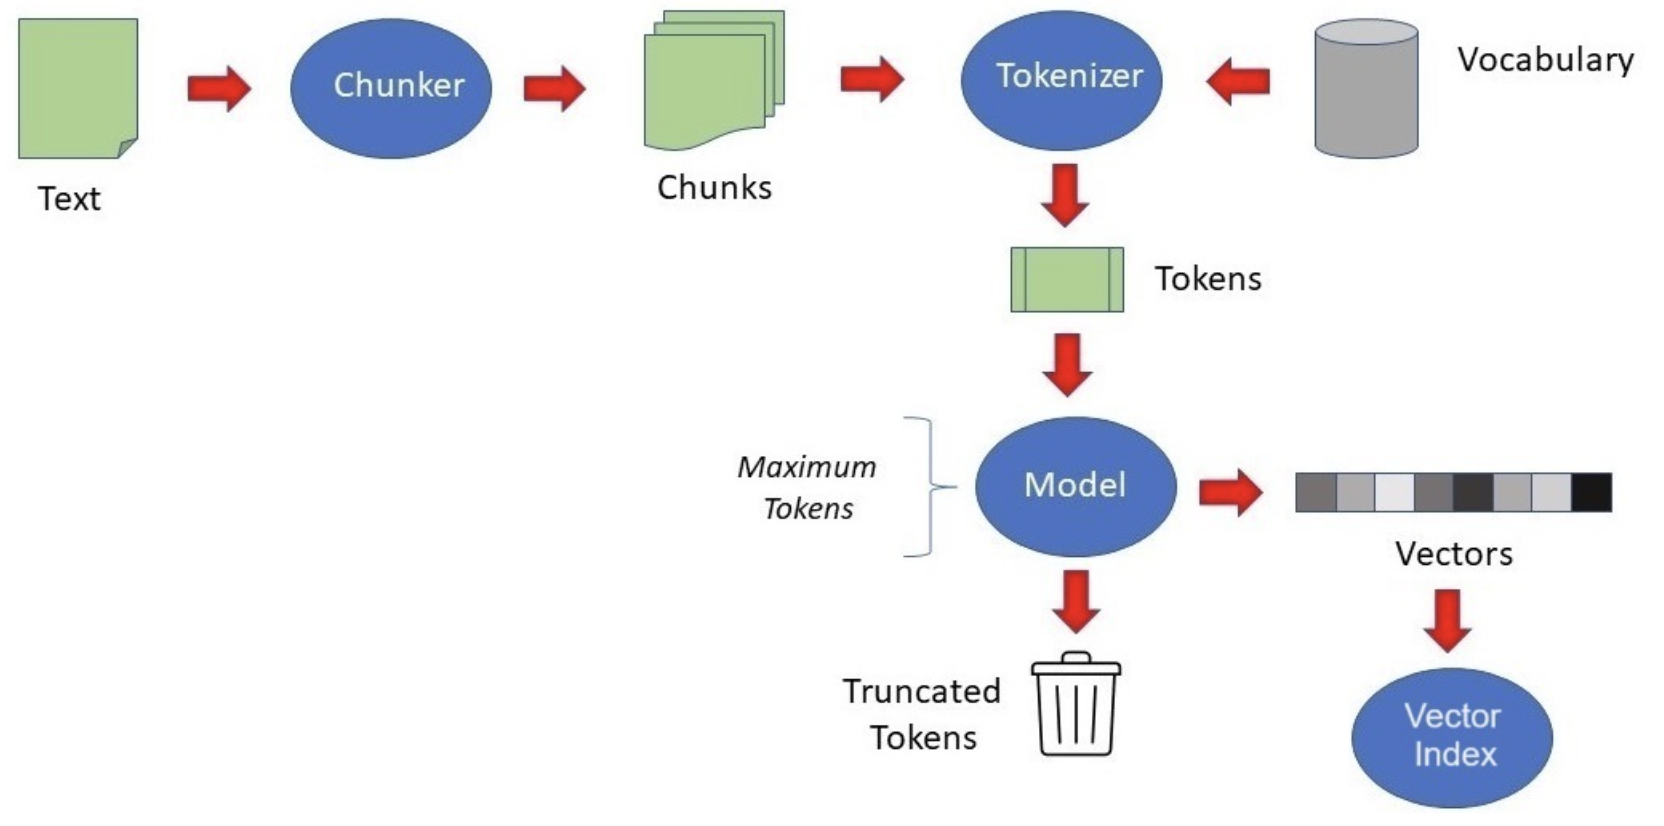 Chunker
Tokenizer
Vocabulary
Text
Chunks
Tokens
Maximum
Tokens
Model
Vectors
Truncated
Tokens
Vector
Index